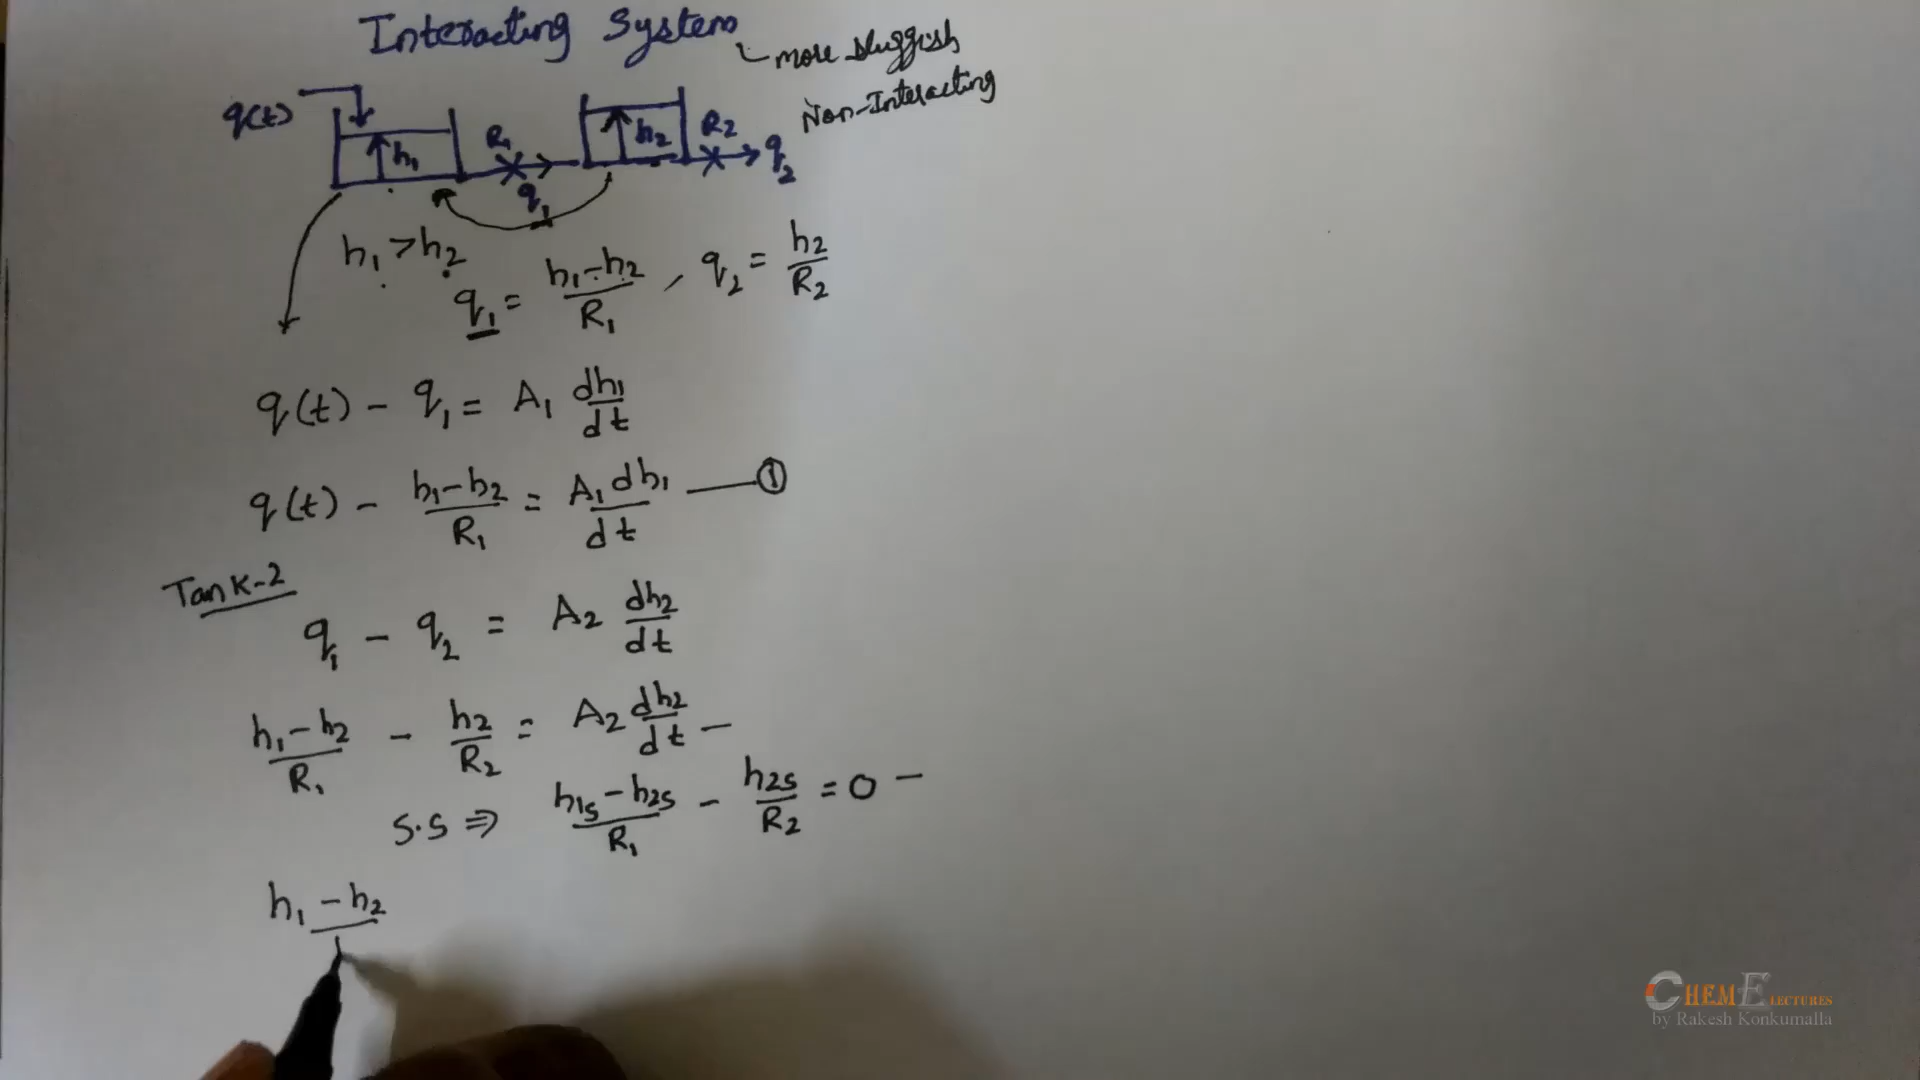 Interacting System
more sluggish
Non-Interacting
q(t)
h₁
R₁
q₁
h₂
R₂
q₂
h₁ > h₂
q₁ = (h₁-h₂)/R₁ , q₂ = h₂/R₂
q(t) - q₁ = A₁ dh₁/dt
q(t) - (h₁-h₂)/R₁ = A₁dh₁/dt — ①
Tank-2
q₁ - q₂ = A₂ dh₂/dt
(h₁-h₂)/R₁ - h₂/R₂ = A₂ dh₂/dt —
S.S ⇒ (h₁s-h₂s)/R₁ - h₂s/R₂ = 0 —
h₁ - h₂
CHEME LECTURES
by Rakesh Konkumalla